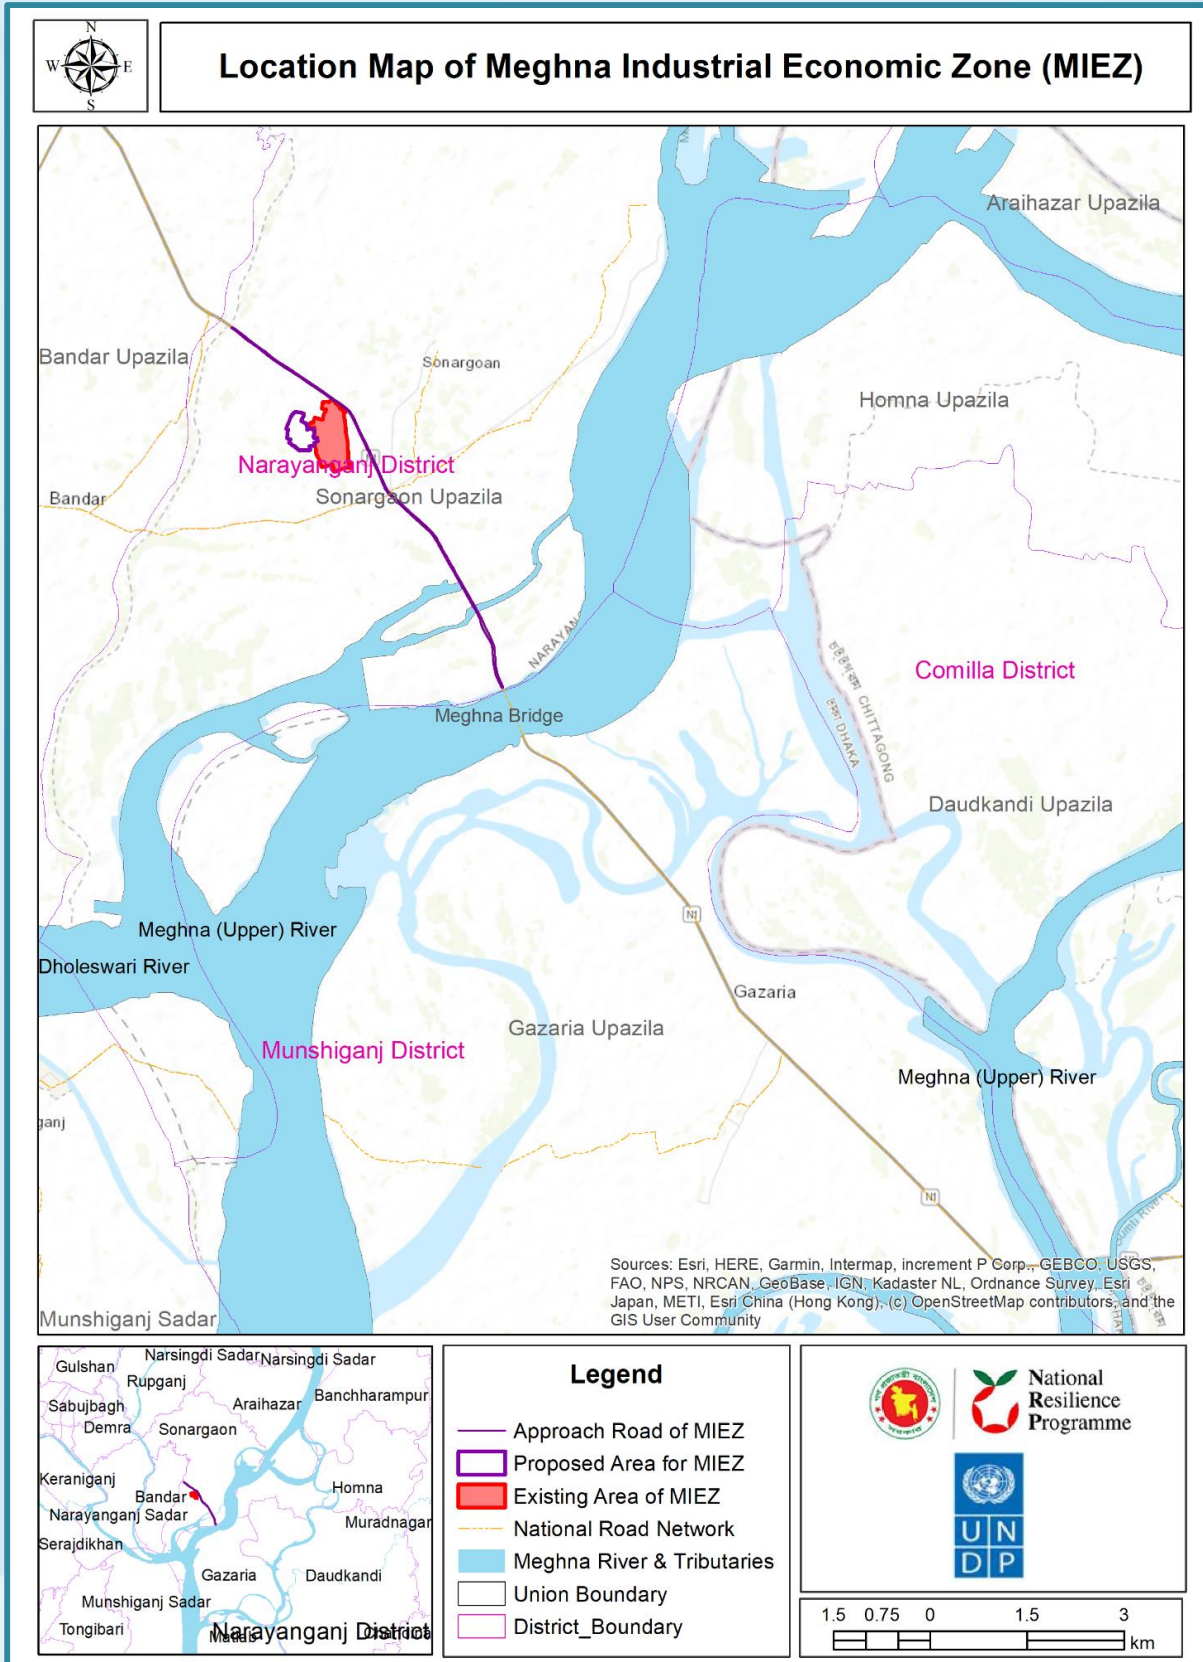 N
W E
S
Location Map of Meghna Industrial Economic Zone (MIEZ)
Araihazar Upazila
Bandar Upazila
Sonargoan
Homna Upazila
Narayanganj District
Bandar
Sonargaon Upazila
NARAYAN
Comilla District
CHITTAGONG
DHAKA
Meghna Bridge
Daudkandi Upazila
N1
Meghna (Upper) River
Dholeswari River
Gazaria
Gazaria Upazila
Munshiganj District
Meghna (Upper) River
ganj
N1
Sources: Esri, HERE, Garmin, Intermap, increment P Corp., GEBCO, USGS,
FAO, NPS, NRCAN, GeoBase, IGN, Kadaster NL, Ordnance Survey, Esri
Japan, METI, Esri China (Hong Kong), (c) OpenStreetMap contributors, and the
GIS User Community
Munshiganj Sadar
Narsingdi Sadar Narsingdi Sadar
Gulshan
Rupganj
Banchharampur
Sabujbagh
Araihazar
Demra
Sonargaon
Keraniganj
Homna
Bandar
Narayanganj Sadar
Muradnagar
Serajdikhan
Gazaria
Daudkandi
Munshiganj Sadar
Tongibari
Narayanganj District
Legend
Approach Road of MIEZ
Proposed Area for MIEZ
Existing Area of MIEZ
National Road Network
Meghna River & Tributaries
Union Boundary
District_Boundary
National
Resilience
Programme
U N
D P
1.5 0.75 0 1.5 3
km